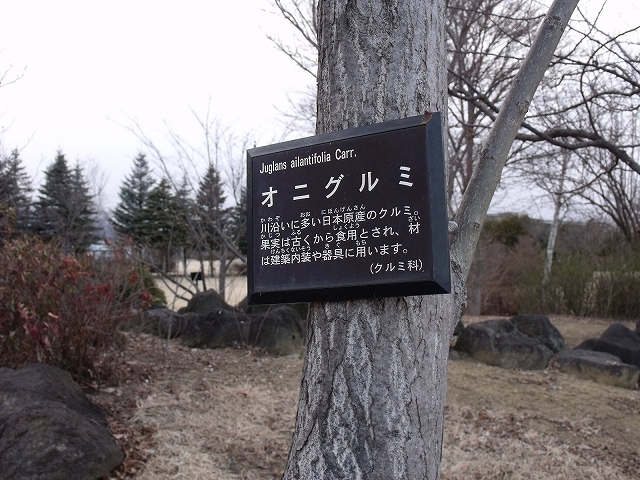 Juglans ailantifolia Carr.
オニグルミ
川沿いに多い日本原産のクルミ。
果実は古くから食用とされ、材
は建築内装や器具に用います。
(クルミ科)